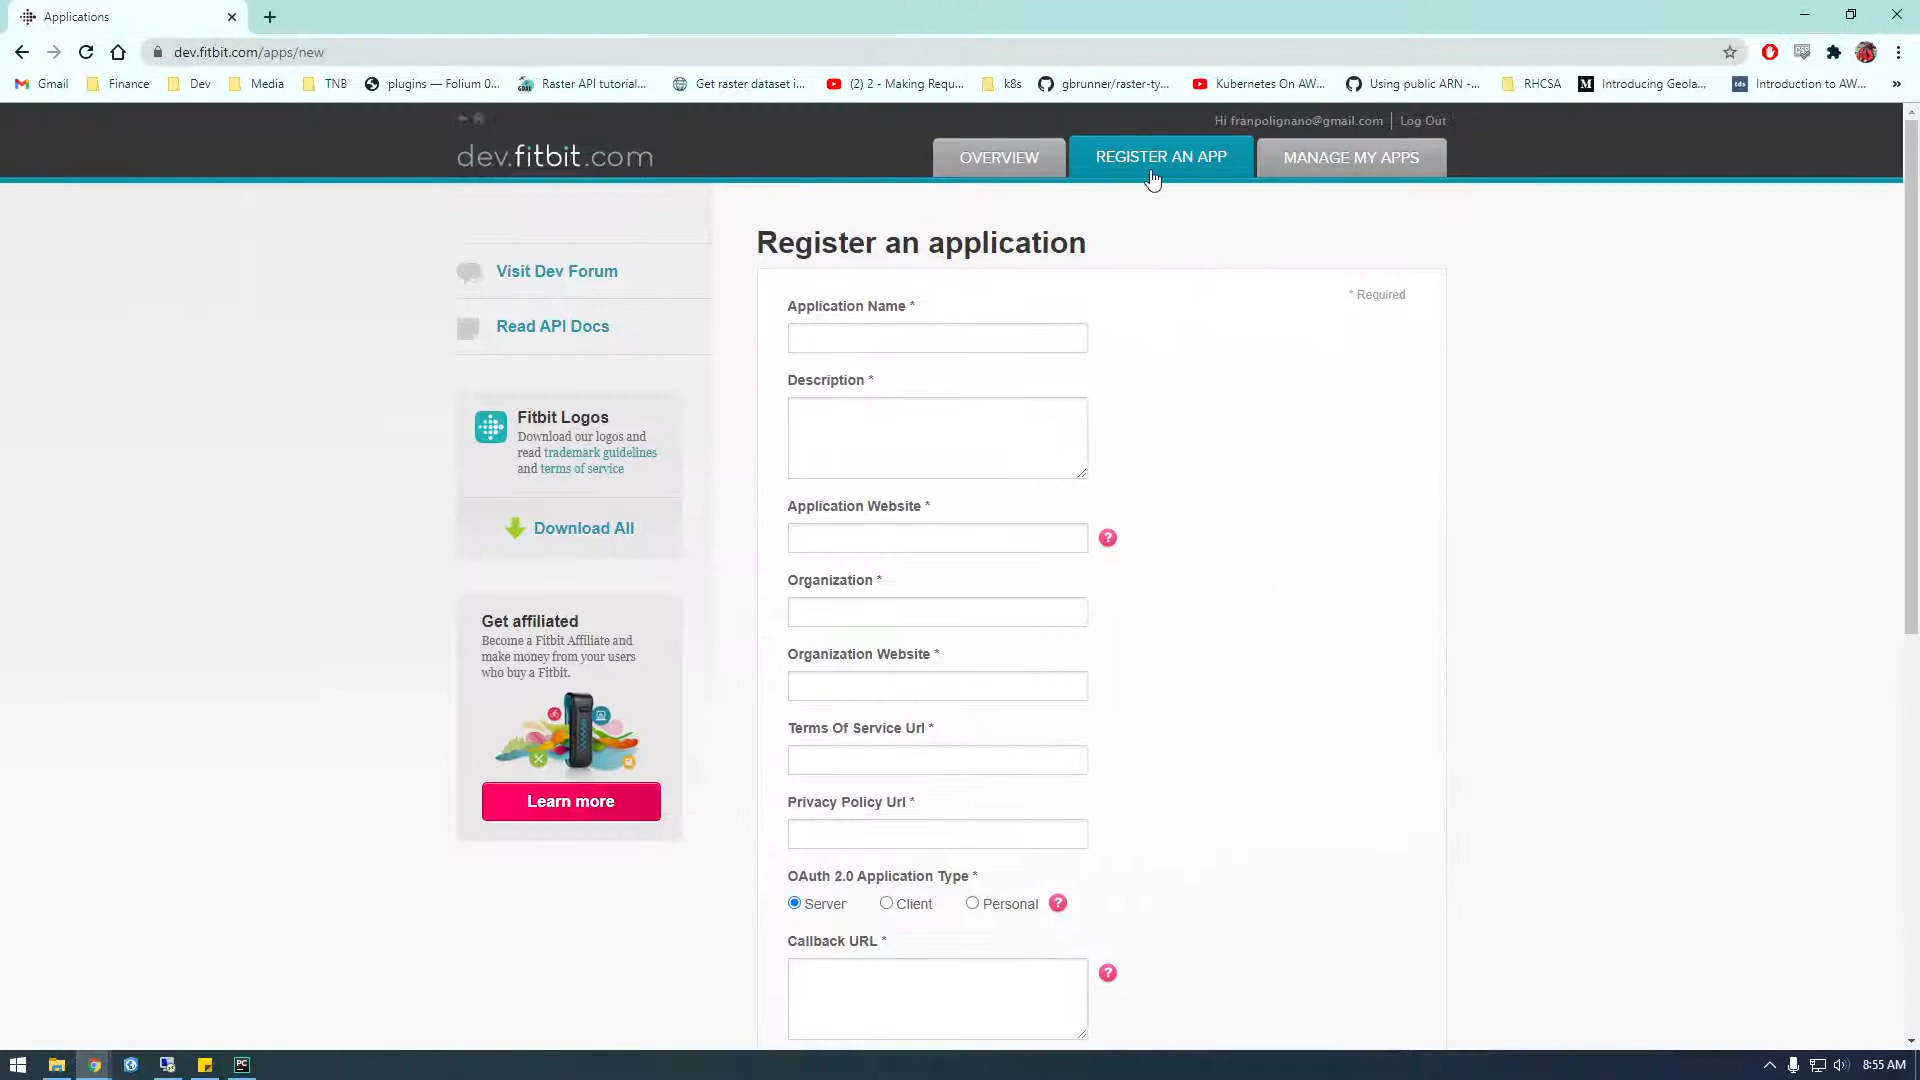 Applications
dev.fitbit.com/apps/new
Gmail Finance Dev Media TNB plugins — Folium 0... Raster API tutorial... Get raster dataset i... (2) 2 - Making Requ... k8s gbrunner/raster-ty... Kubernetes On AW... Using public ARN -... RHCSA Introducing Geola... tds Introduction to AW... »
Hi franpolignano@gmail.com | Log Out
dev.fitbit.com
OVERVIEW REGISTER AN APP MANAGE MY APPS
Visit Dev Forum
Read API Docs
Fitbit Logos
Download our logos and
read trademark guidelines
and terms of service
Download All
Get affiliated
Become a Fitbit Affiliate and
make money from your users
who buy a Fitbit.
Learn more
Register an application
* Required
Application Name *
Description *
Application Website *
?
Organization *
Organization Website *
Terms Of Service Url *
Privacy Policy Url *
OAuth 2.0 Application Type *
Server Client Personal ?
Callback URL *
?
PC
8:55 AM